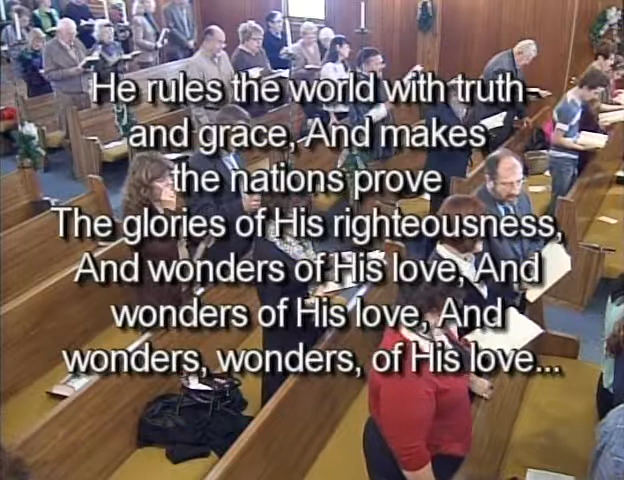 He rules the world with truth
and grace, And makes
the nations prove
The glories of His righteousness,
And wonders of His love, And
wonders of His love, And
wonders, wonders, of His love...